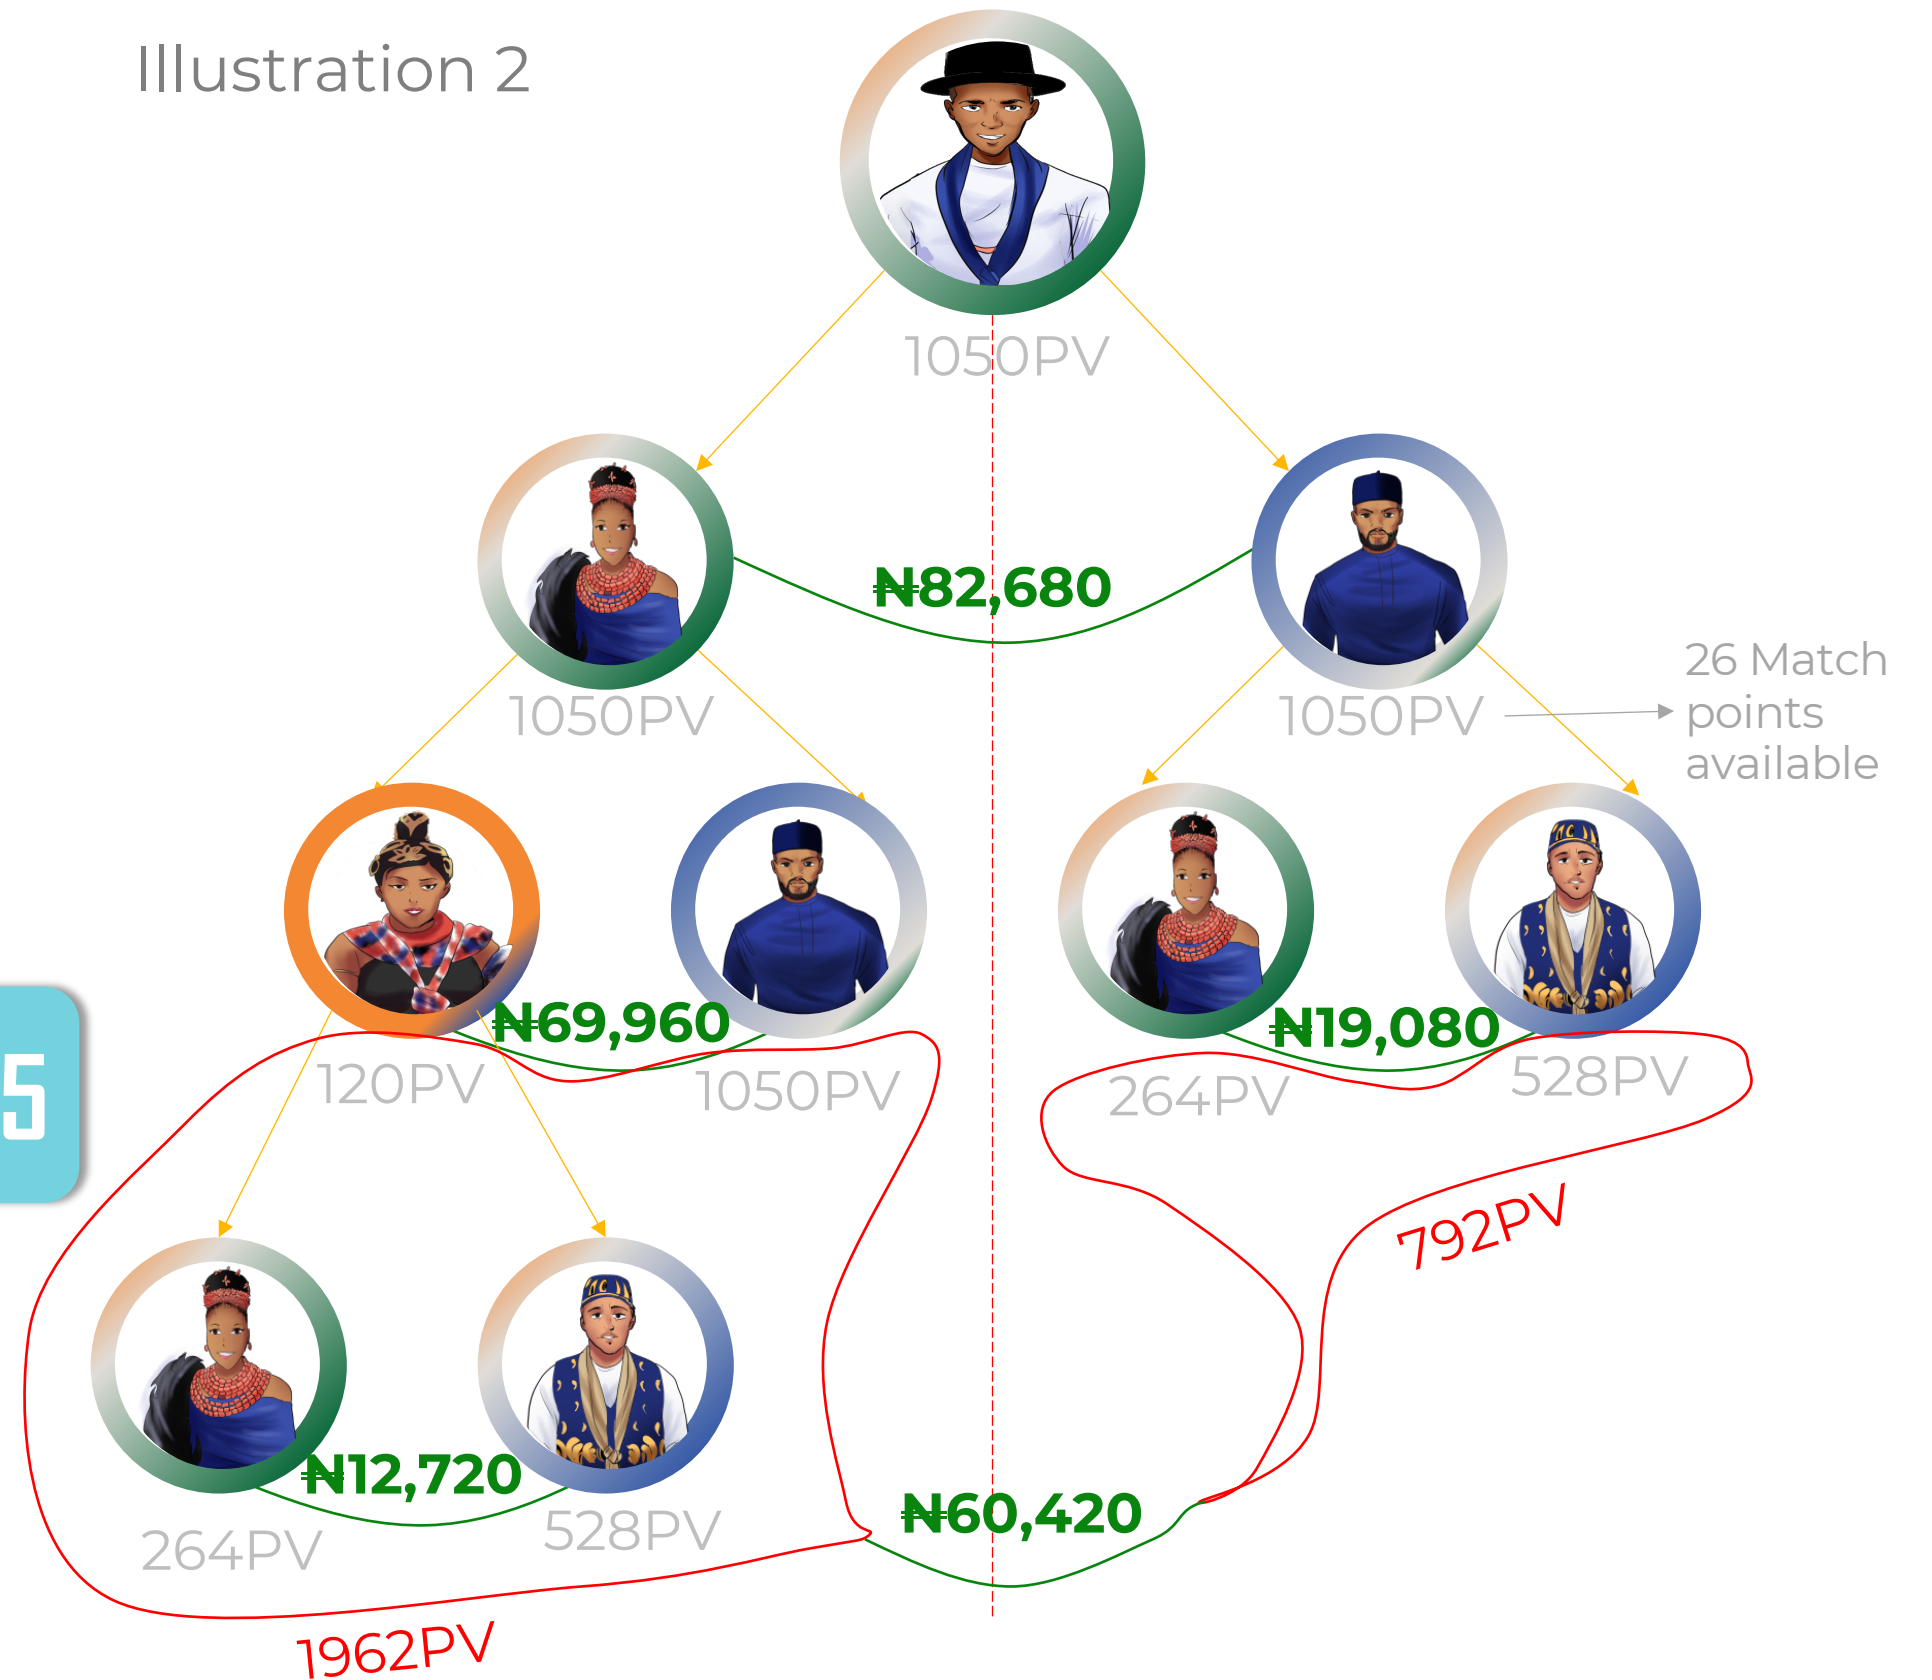 Illustration 2
1050PV
₦82,680
1050PV
1050PV
26 Match
points
available
₦69,960
₦19,080
120PV
1050PV
264PV
528PV
5
792PV
₦12,720
₦60,420
264PV
528PV
1962PV